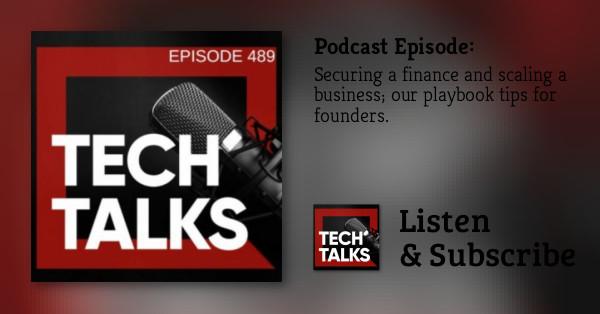 EPISODE 489
TECH
TALKS
Podcast Episode:
Securing a finance and scaling a
business; our playbook tips for
founders.
TECH
TALKS
Listen
& Subscribe